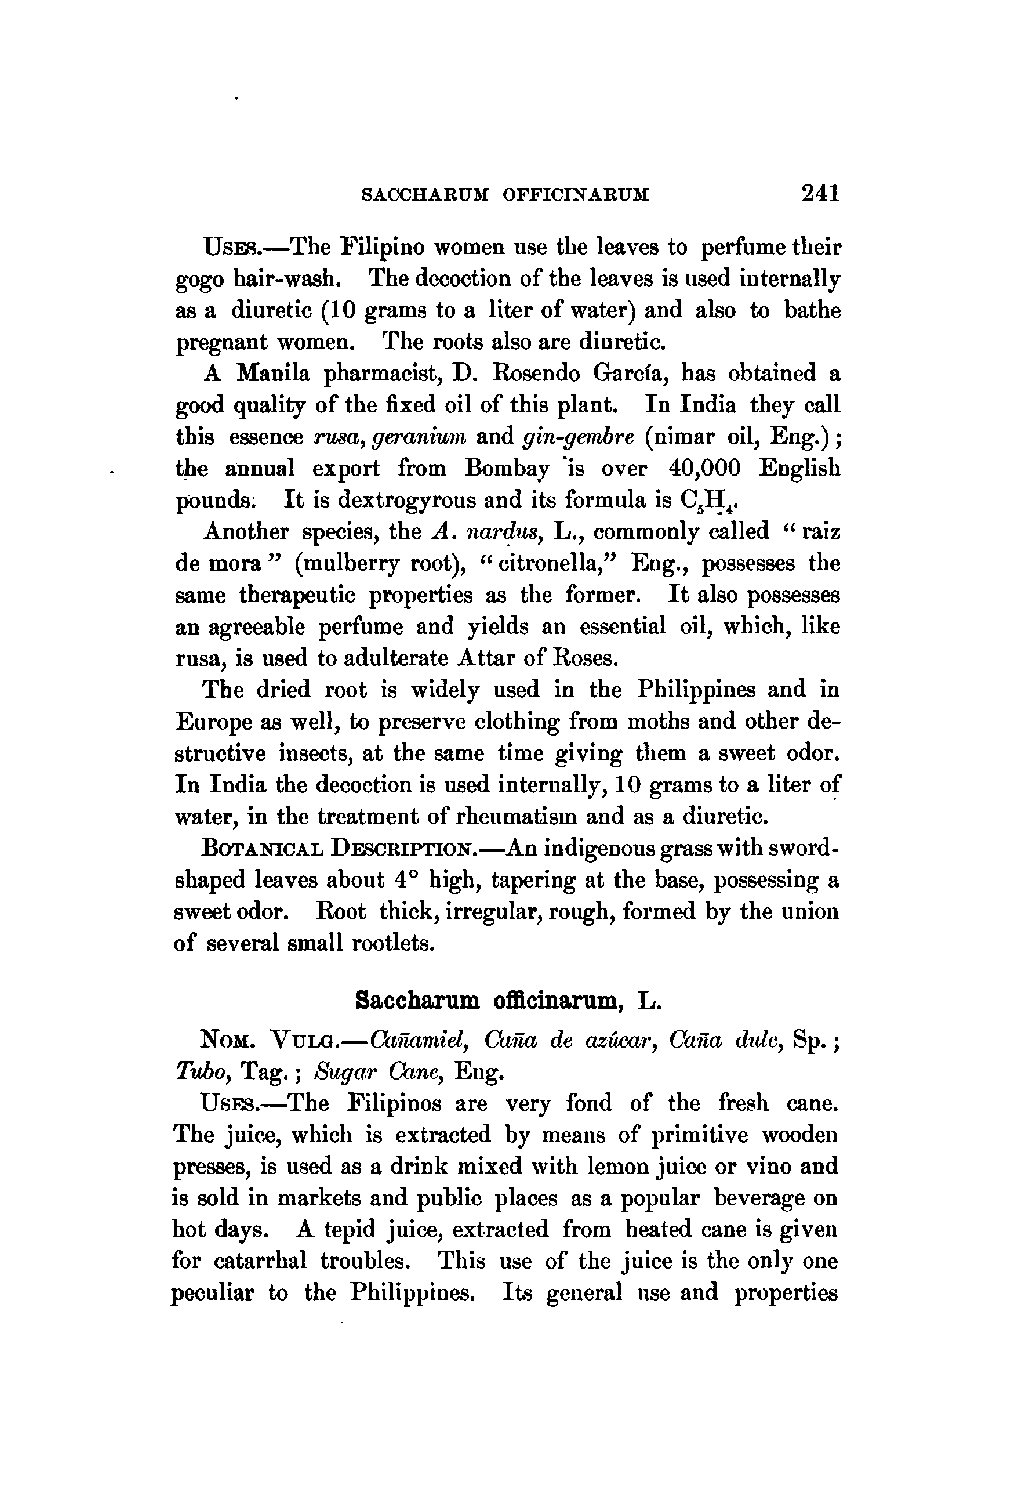 SACCHARUM OFFICINARUM 241
USES.—The Filipino women use the leaves to perfume their
gogo hair-wash. The decoction of the leaves is used internally
as a diuretic (10 grams to a liter of water) and also to bathe
pregnant women. The roots also are diuretic.
A Manila pharmacist, D. Rosendo García, has obtained a
good quality of the fixed oil of this plant. In India they call
this essence rusa, geranium and gin-gembre (nimar oil, Eng.) ;
the annual export from Bombay is over 40,000 English
pounds. It is dextrogyrous and its formula is C₅H₄.
Another species, the A. nardus, L., commonly called “ raiz
de mora ” (mulberry root), “ citronella,” Eng., possesses the
same therapeutic properties as the former. It also possesses
an agreeable perfume and yields an essential oil, which, like
rusa, is used to adulterate Attar of Roses.
The dried root is widely used in the Philippines and in
Europe as well, to preserve clothing from moths and other de-
structive insects, at the same time giving them a sweet odor.
In India the decoction is used internally, 10 grams to a liter of
water, in the treatment of rheumatism and as a diuretic.
BOTANICAL DESCRIPTION.—An indigenous grass with sword-
shaped leaves about 4° high, tapering at the base, possessing a
sweet odor. Root thick, irregular, rough, formed by the union
of several small rootlets.
Saccharum officinarum, L.
NOM. VULG.—Cañamiel, Caña de azúcar, Caña dulc, Sp. ;
Tubo, Tag. ; Sugar Cane, Eng.
USES.—The Filipinos are very fond of the fresh cane.
The juice, which is extracted by means of primitive wooden
presses, is used as a drink mixed with lemon juice or vino and
is sold in markets and public places as a popular beverage on
hot days. A tepid juice, extracted from heated cane is given
for catarrhal troubles. This use of the juice is the only one
peculiar to the Philippines. Its general use and properties